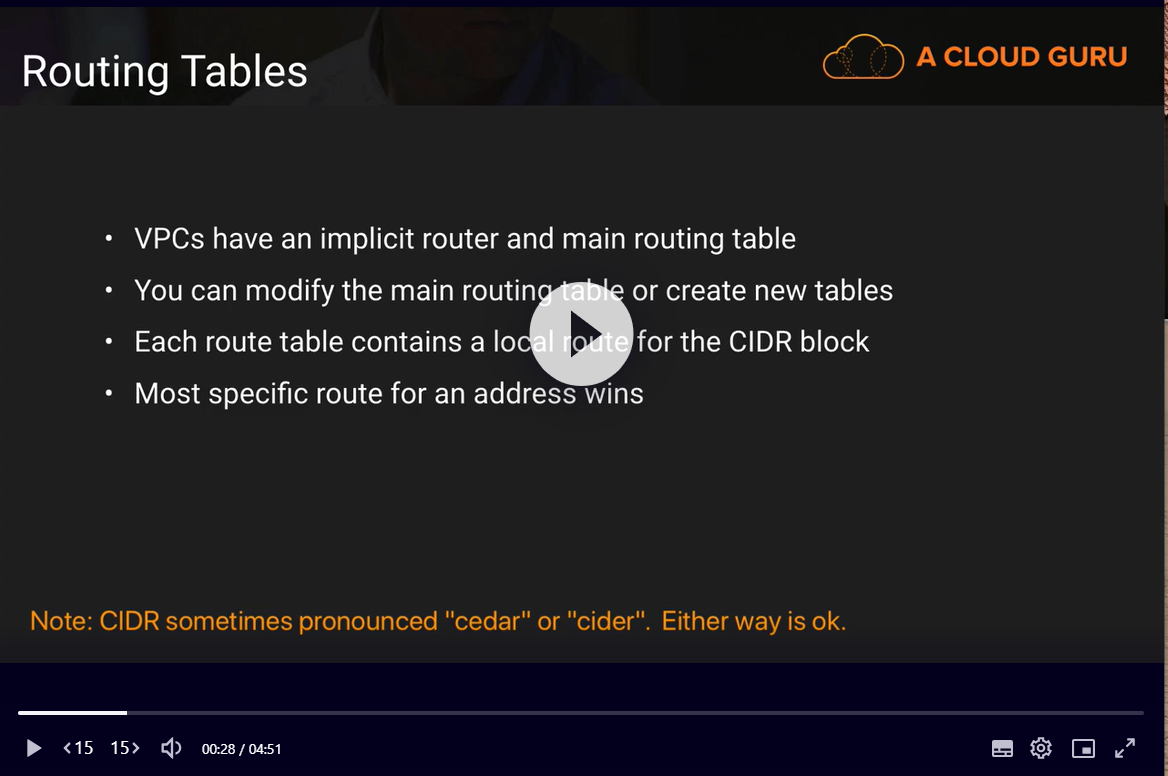 Routing Tables
A CLOUD GURU
• VPCs have an implicit router and main routing table
• You can modify the main routing table or create new tables
• Each route table contains a local route for the CIDR block
• Most specific route for an address wins
Note: CIDR sometimes pronounced "cedar" or "cider". Either way is ok.
<15 15> 00:28 / 04:51